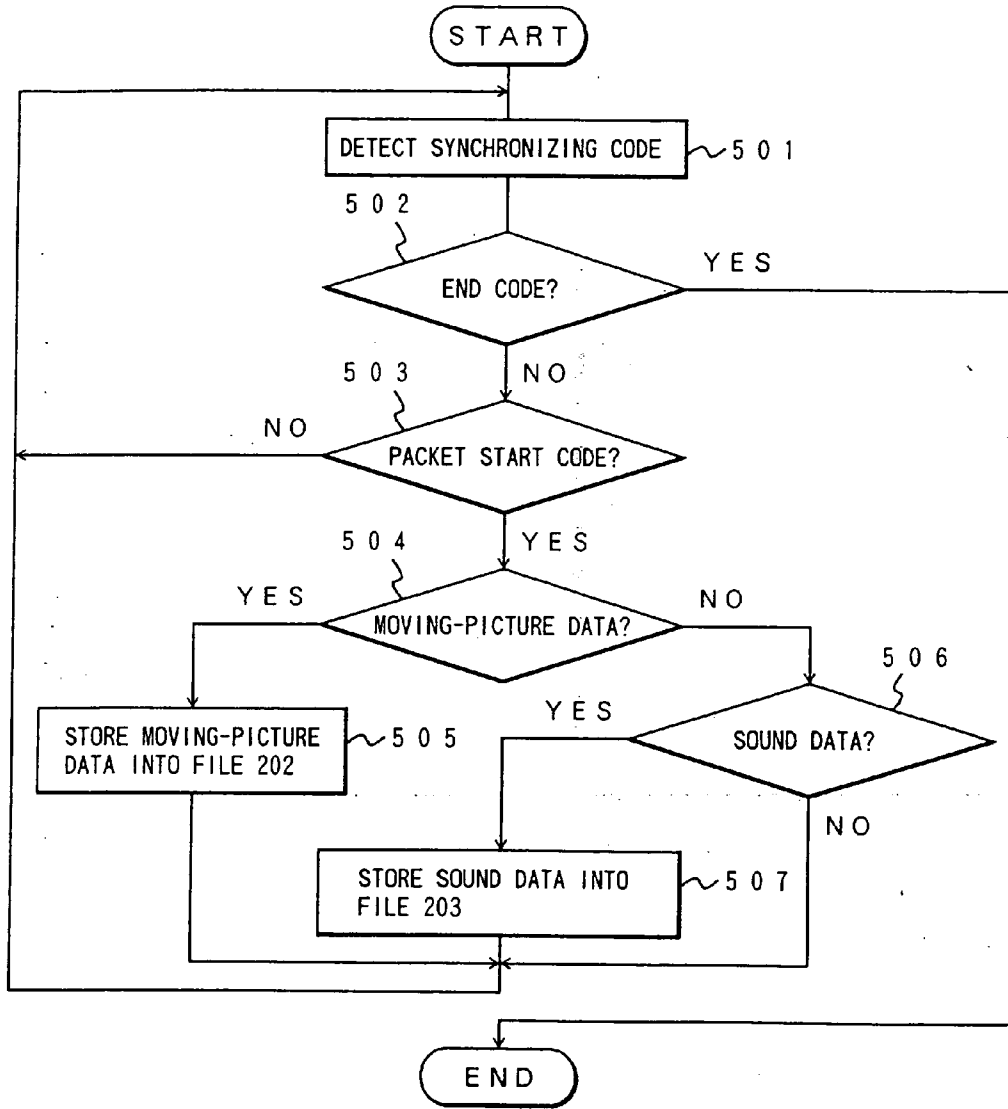 START
DETECT SYNCHRONIZING CODE
501
502
END CODE?
YES
NO
503
NO
PACKET START CODE?
YES
504
YES
MOVING-PICTURE DATA?
NO
506
STORE MOVING-PICTURE
DATA INTO FILE 202
505
YES
SOUND DATA?
NO
STORE SOUND DATA INTO
FILE 203
507
END